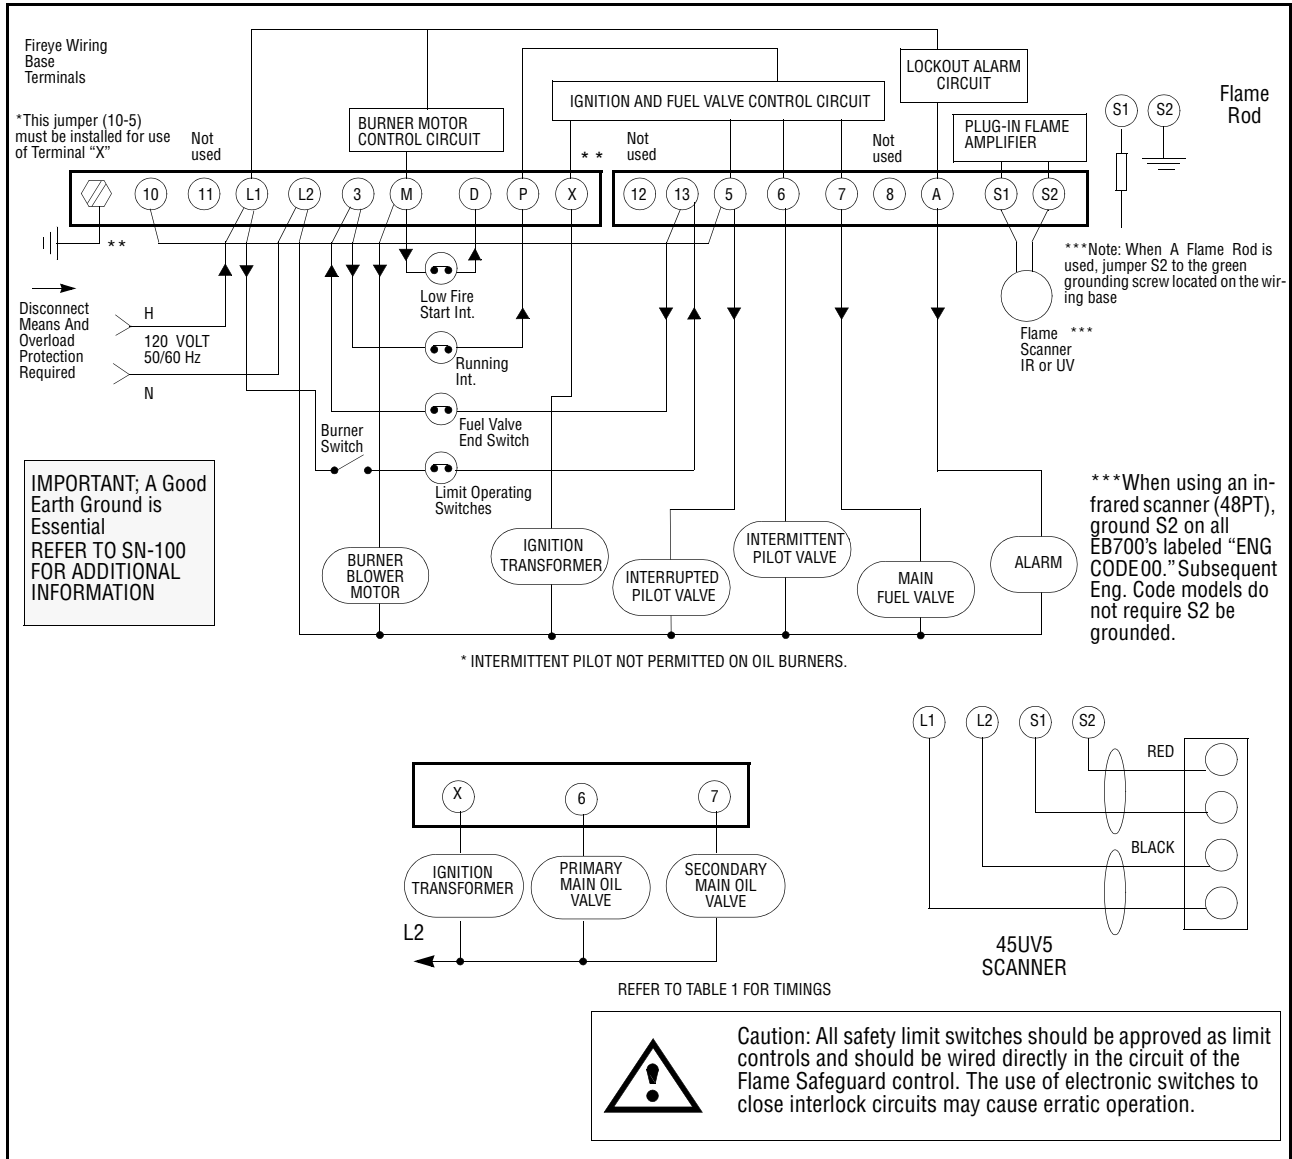 Fireye Wiring
Base
Terminals
*This jumper (10-5)
must be installed for use
of Terminal “X”
Not
used
BURNER MOTOR
CONTROL CIRCUIT
IGNITION AND FUEL VALVE CONTROL CIRCUIT
* *
Not
used
Not
used
LOCKOUT ALARM
CIRCUIT
PLUG-IN FLAME
AMPLIFIER
S1
S2
Flame
Rod
10
11
L1
L2
3
M
D
P
X
12
13
5
6
7
8
A
S1
S2
**
***Note: When A Flame Rod is
used, jumper S2 to the green
grounding screw located on the wir-
ing base
Disconnect
Means And
Overload
Protection
Required
H
120 VOLT
50/60 Hz
N
Low Fire
Start Int.
Running
Int.
Fuel Valve
End Switch
Burner
Switch
Limit Operating
Switches
Flame ***
Scanner
IR or UV
IMPORTANT; A Good
Earth Ground is
Essential
REFER TO SN-100
FOR ADDITIONAL
INFORMATION
BURNER
BLOWER
MOTOR
IGNITION
TRANSFORMER
INTERRUPTED
PILOT VALVE
INTERMITTENT
PILOT VALVE
MAIN
FUEL VALVE
ALARM
***When using an in-
frared scanner (48PT),
ground S2 on all
EB700’s labeled “ENG
CODE 00.” Subsequent
Eng. Code models do
not require S2 be
grounded.
* INTERMITTENT PILOT NOT PERMITTED ON OIL BURNERS.
X
6
7
IGNITION
TRANSFORMER
PRIMARY
MAIN OIL
VALVE
SECONDARY
MAIN OIL
VALVE
L2
REFER TO TABLE 1 FOR TIMINGS
L1
L2
S1
S2
RED
BLACK
45UV5
SCANNER
Caution: All safety limit switches should be approved as limit
controls and should be wired directly in the circuit of the
Flame Safeguard control. The use of electronic switches to
close interlock circuits may cause erratic operation.